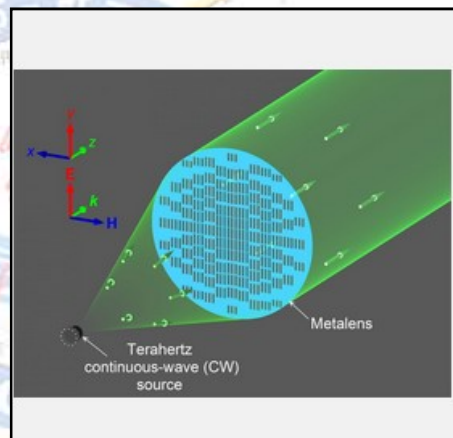 Y
x
z
E
k
H
Metalens
Terahertz
continuous-wave (CW)
source